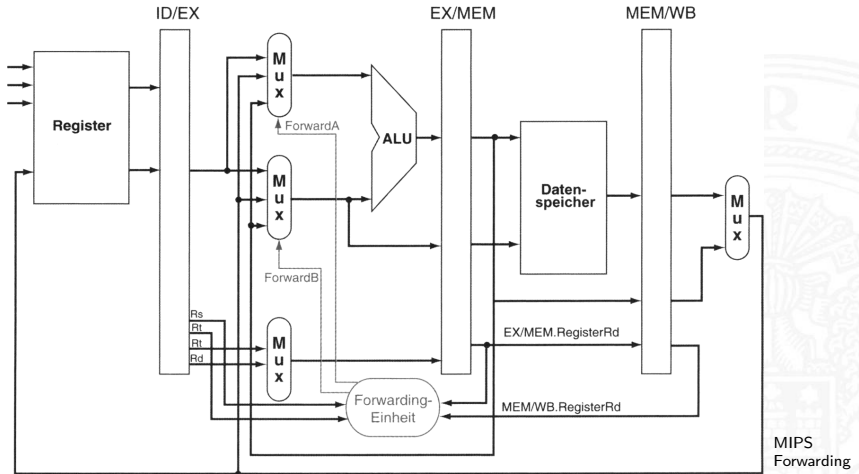 ID/EX
EX/MEM
MEM/WB
Register
M
u
x
ForwardA
ALU
M
u
x
Daten-
speicher
M
u
x
ForwardB
Rs
Rt
Rt
Rd
M
u
x
EX/MEM.RegisterRd
Forwarding-
Einheit
MEM/WB.RegisterRd
MIPS
Forwarding